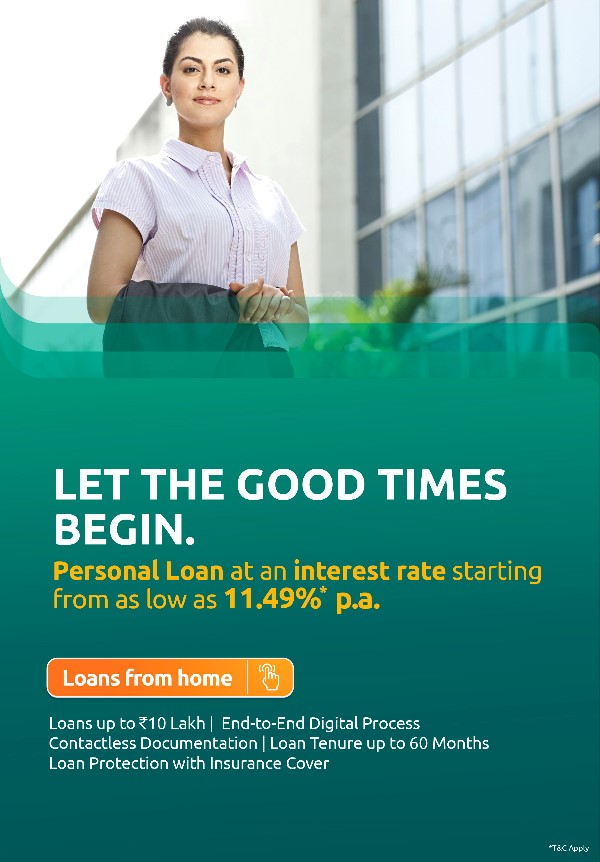 LET THE GOOD TIMES
BEGIN.
Personal Loan at an interest rate starting
from as low as 11.49%* p.a.
Loans from home
Loans up to ₹10 Lakh | End-to-End Digital Process
Contactless Documentation | Loan Tenure up to 60 Months
Loan Protection with Insurance Cover
*T&C Apply